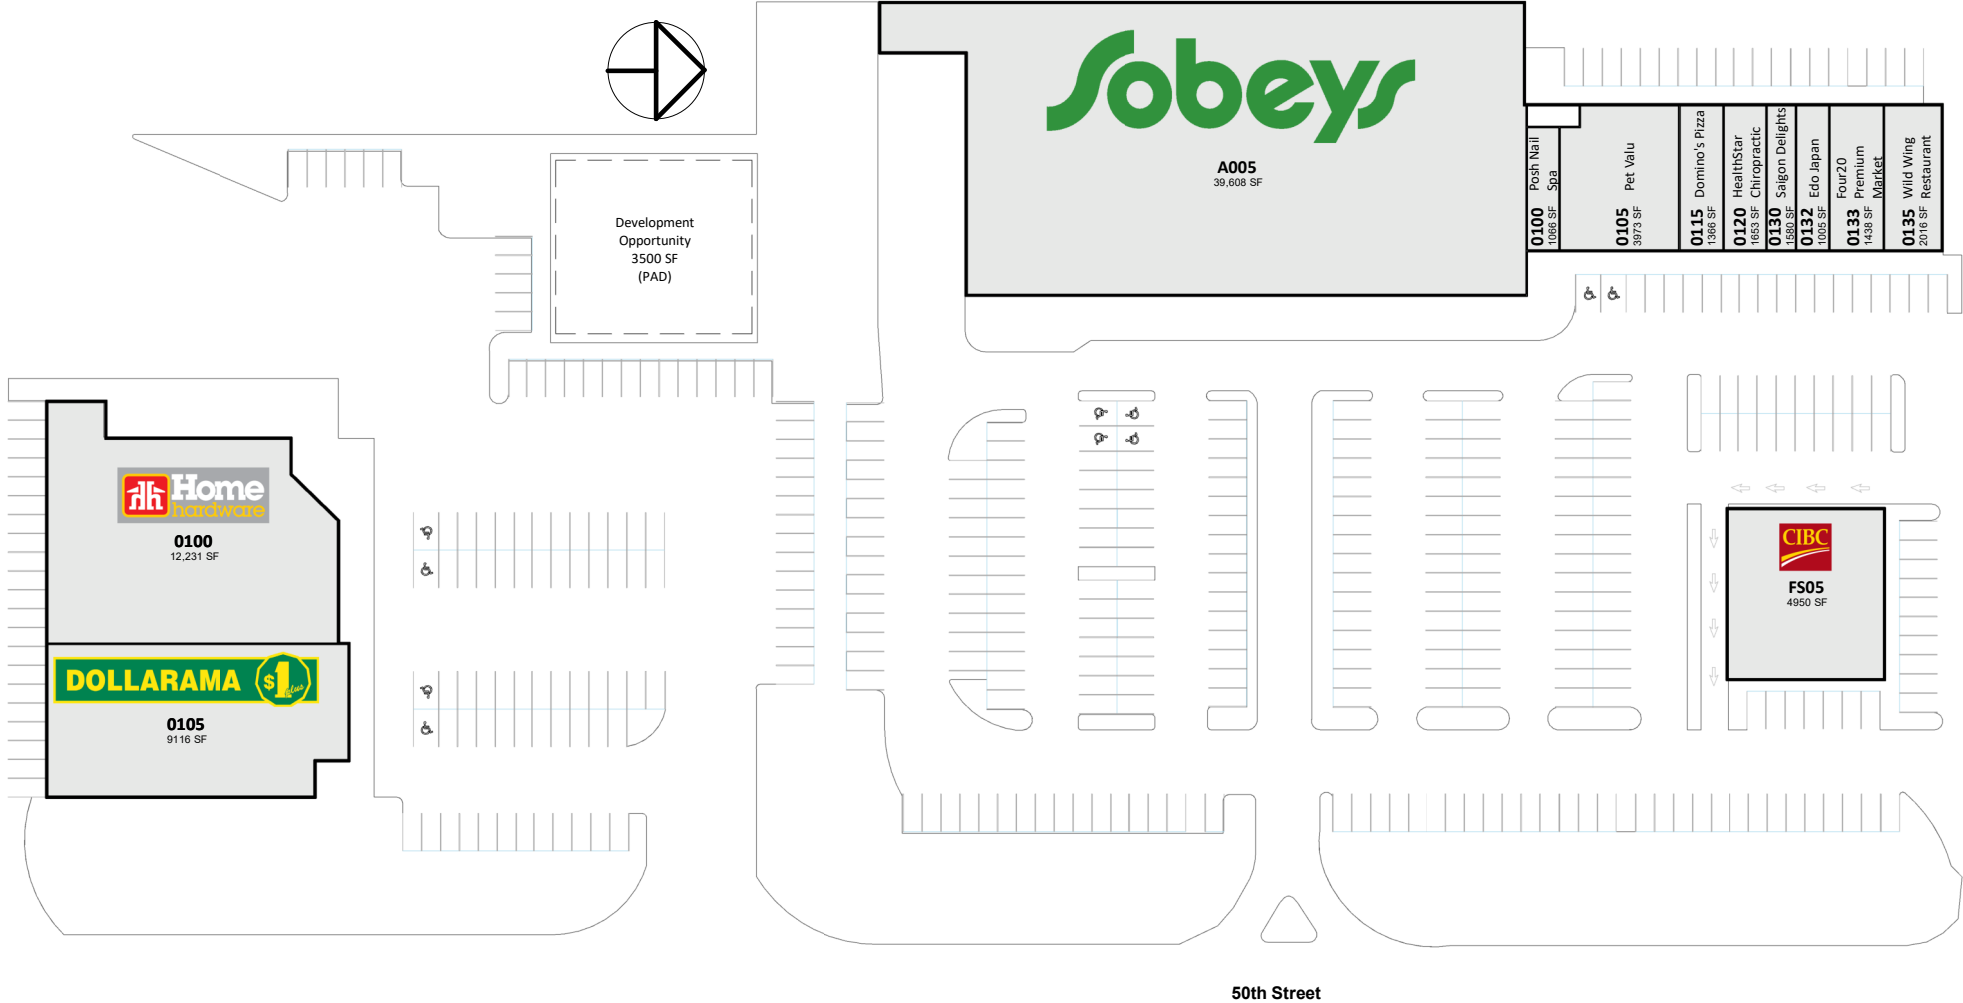 Sobeys
A005
39,608 SF
0100 Posh Nail
1066 SF Spa
0105 Pet Valu
3973 SF
0115 Domino's Pizza
1366 SF
0120 HealthStar
1653 SF Chiropractic
0130 Saigon Delights
1580 SF
0132 Edo Japan
1005 SF
0133 Four20
Premium
1438 SF Market
0135 Wild Wing
2016 SF Restaurant
Development
Opportunity
3500 SF
(PAD)
Home
hardware
0100
12,231 SF
DOLLARAMA $1 plus
0105
9116 SF
CIBC
FS05
4950 SF
50th Street